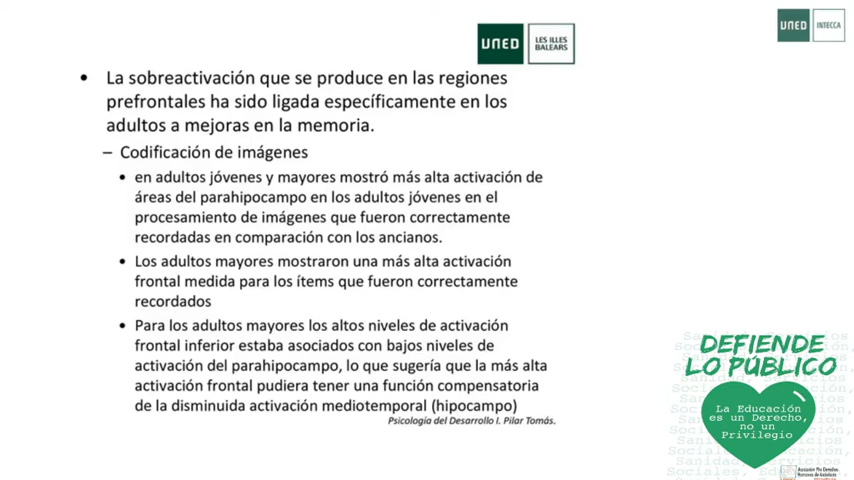 UNED
LES ILLES
BALEARS
UNED
INTECCA
• La sobreactivación que se produce en las regiones
prefrontales ha sido ligada específicamente en los
adultos a mejoras en la memoria.
– Codificación de imágenes
• en adultos jóvenes y mayores mostró más alta activación de
áreas del parahipocampo en los adultos jóvenes en el
procesamiento de imágenes que fueron correctamente
recordadas en comparación con los ancianos.
• Los adultos mayores mostraron una más alta activación
frontal medida para los ítems que fueron correctamente
recordados
• Para los adultos mayores los altos niveles de activación
frontal inferior estaba asociados con bajos niveles de
activación del parahipocampo, lo que sugería que la más alta
activación frontal pudiera tener una función compensatoria
de la disminuida activación mediotemporal (hipocampo)
Psicología del Desarrollo I. Pilar Tomás.
DEFIENDE
LO PÚBLICO
La Educación
es un Derecho,
no un
Privilegio